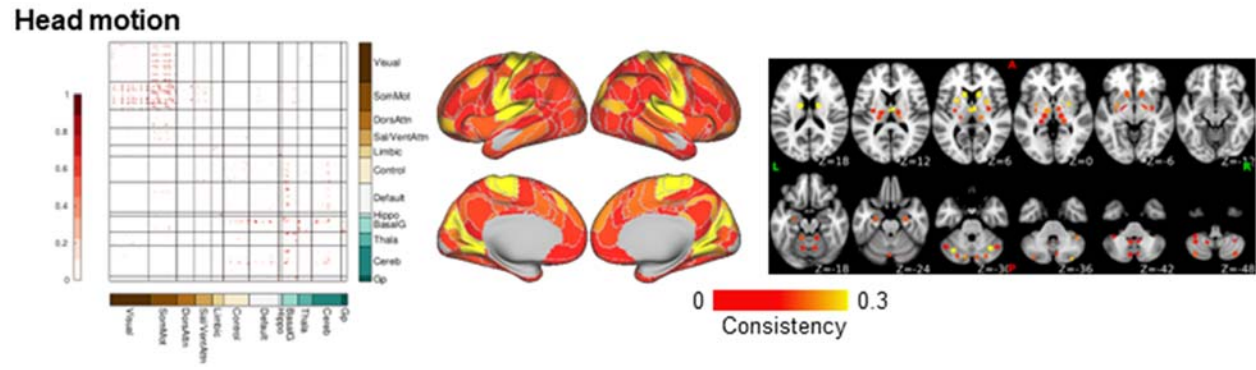 Head motion
1
0.8
0.6
0.4
0.2
0
Visual
SomMot
DorsAttn
Sal/VentAttn
Limbic
Control
Default
Hippo
BasalG
Thala
Cereb
Gp
Visual
SomMot
DorsAttn
Sal/VentAttn
Limbic
Control
Default
Hippo
BasalG
Thala
Cereb
Gp
A
Z=18
Z=12
Z=6
Z=0
Z=-6
L
R
Z=-18
Z=-24
Z=-30
Z=-36
Z=-42
Z=-48
0
0.3
Consistency